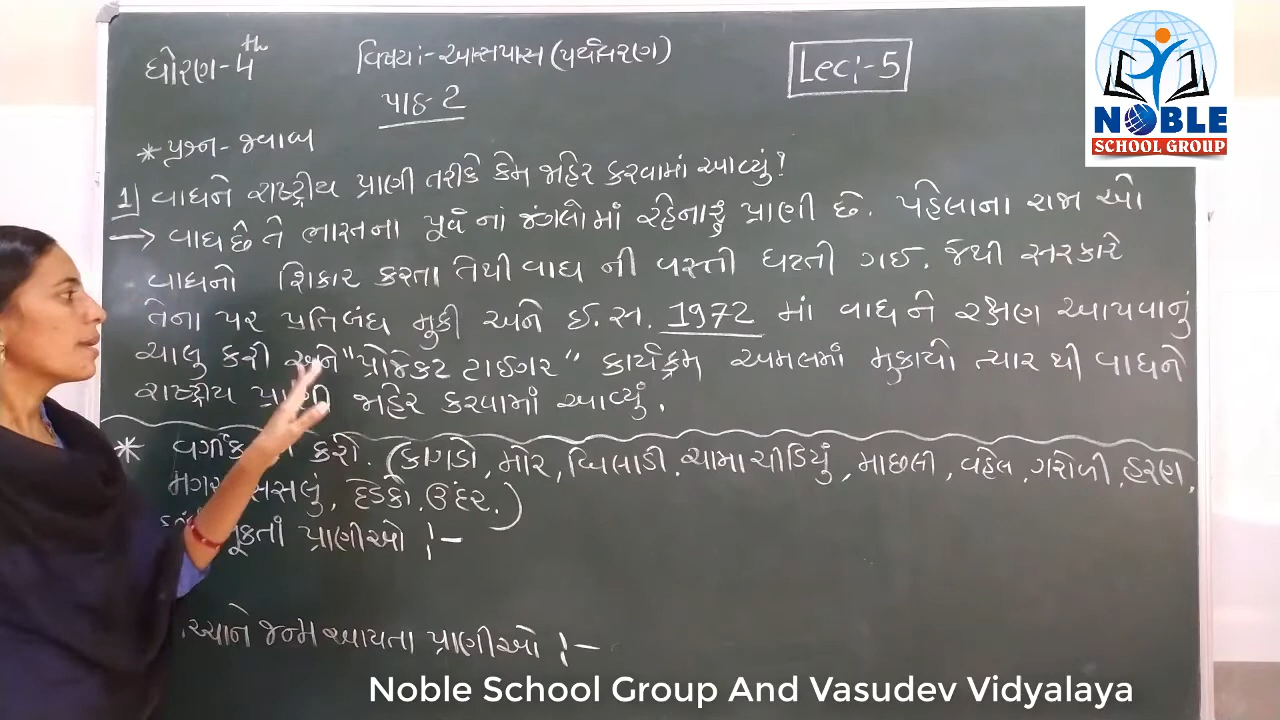 ધોરણ-4th
વિષય:- આસપાસ (પર્યાવરણ)
Lec:-5
NOBLE
SCHOOL GROUP
પાઠ-2
* પ્રશ્ન-જવાબ
1) વાઘને રાષ્ટ્રીય પ્રાણી તરીકે કેમ જાહેર કરવામાં આવ્યું?
→ વાઘ છે તે ભારતના પૂર્વ નાં જંગલોમાં રહેનારૂં પ્રાણી છે. પહેલાના રાજા ઓ
વાઘનો શિકાર કરતા તેથી વાઘ ની વસ્તી ઘટતી ગઈ. જેથી સરકારે
તેના પર પ્રતિબંધ મુકી અને ઈ.સ. 1972 માં વાઘ ને રક્ષણ આપવાનું
ચાલુ કરી અને "પ્રોજેકટ ટાઈગર" કાર્યક્રમ અમલમાં મુકાયો ત્યાર થી વાઘને
રાષ્ટ્રીય પ્રાણી જાહેર કરવામાં આવ્યું.
* કરો. (કાગડો, મોર, બિલાડી, ચામાચીડિયું, માછલી, વહેલ, ગરોળી, હરણ,
સસલું, દેડકો, ઉંદર.)
મૂકતાં પ્રાણીઓ :-
જન્મ આપતા પ્રાણીઓ :-
Noble School Group And Vasudev Vidyalaya